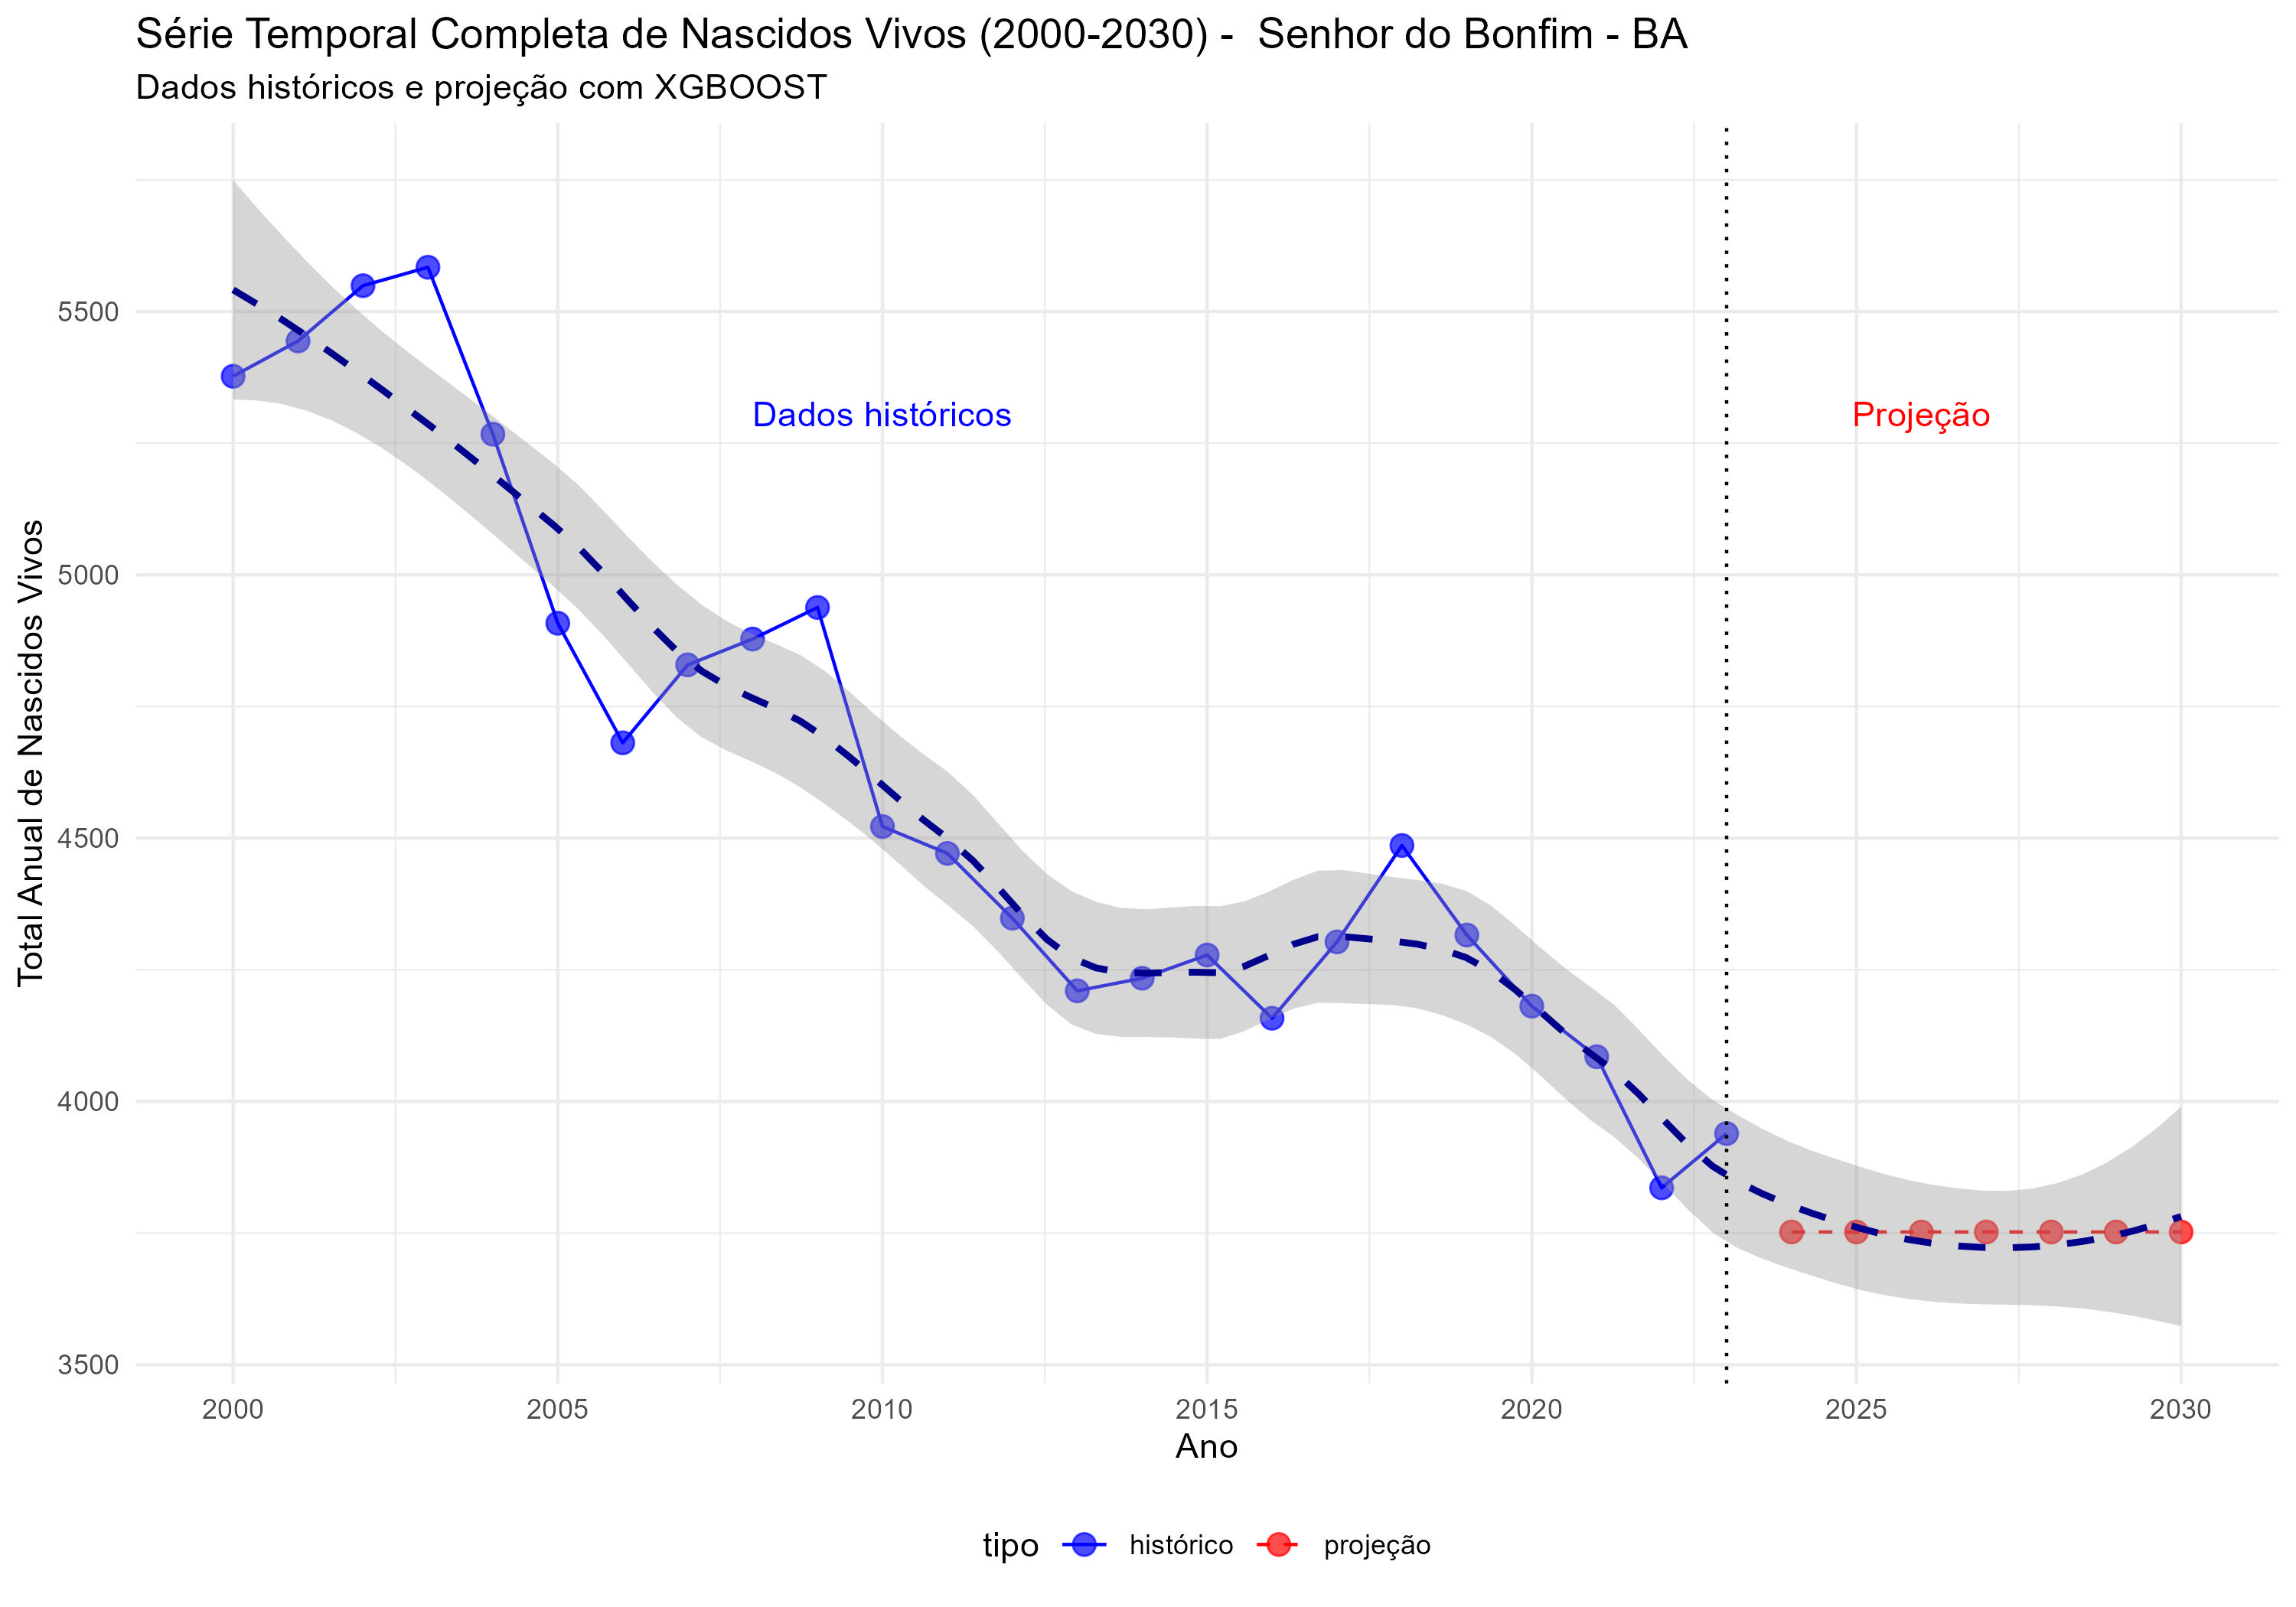 Série Temporal Completa de Nascidos Vivos (2000-2030) -  Senhor do Bonfim - BA
Dados históricos e projeção com XGBOOST
Total Anual de Nascidos Vivos
5500
5000
4500
4000
3500
Dados históricos
Projeção
2000
2005
2010
2015
2020
2025
2030
Ano
tipo
histórico
projeção